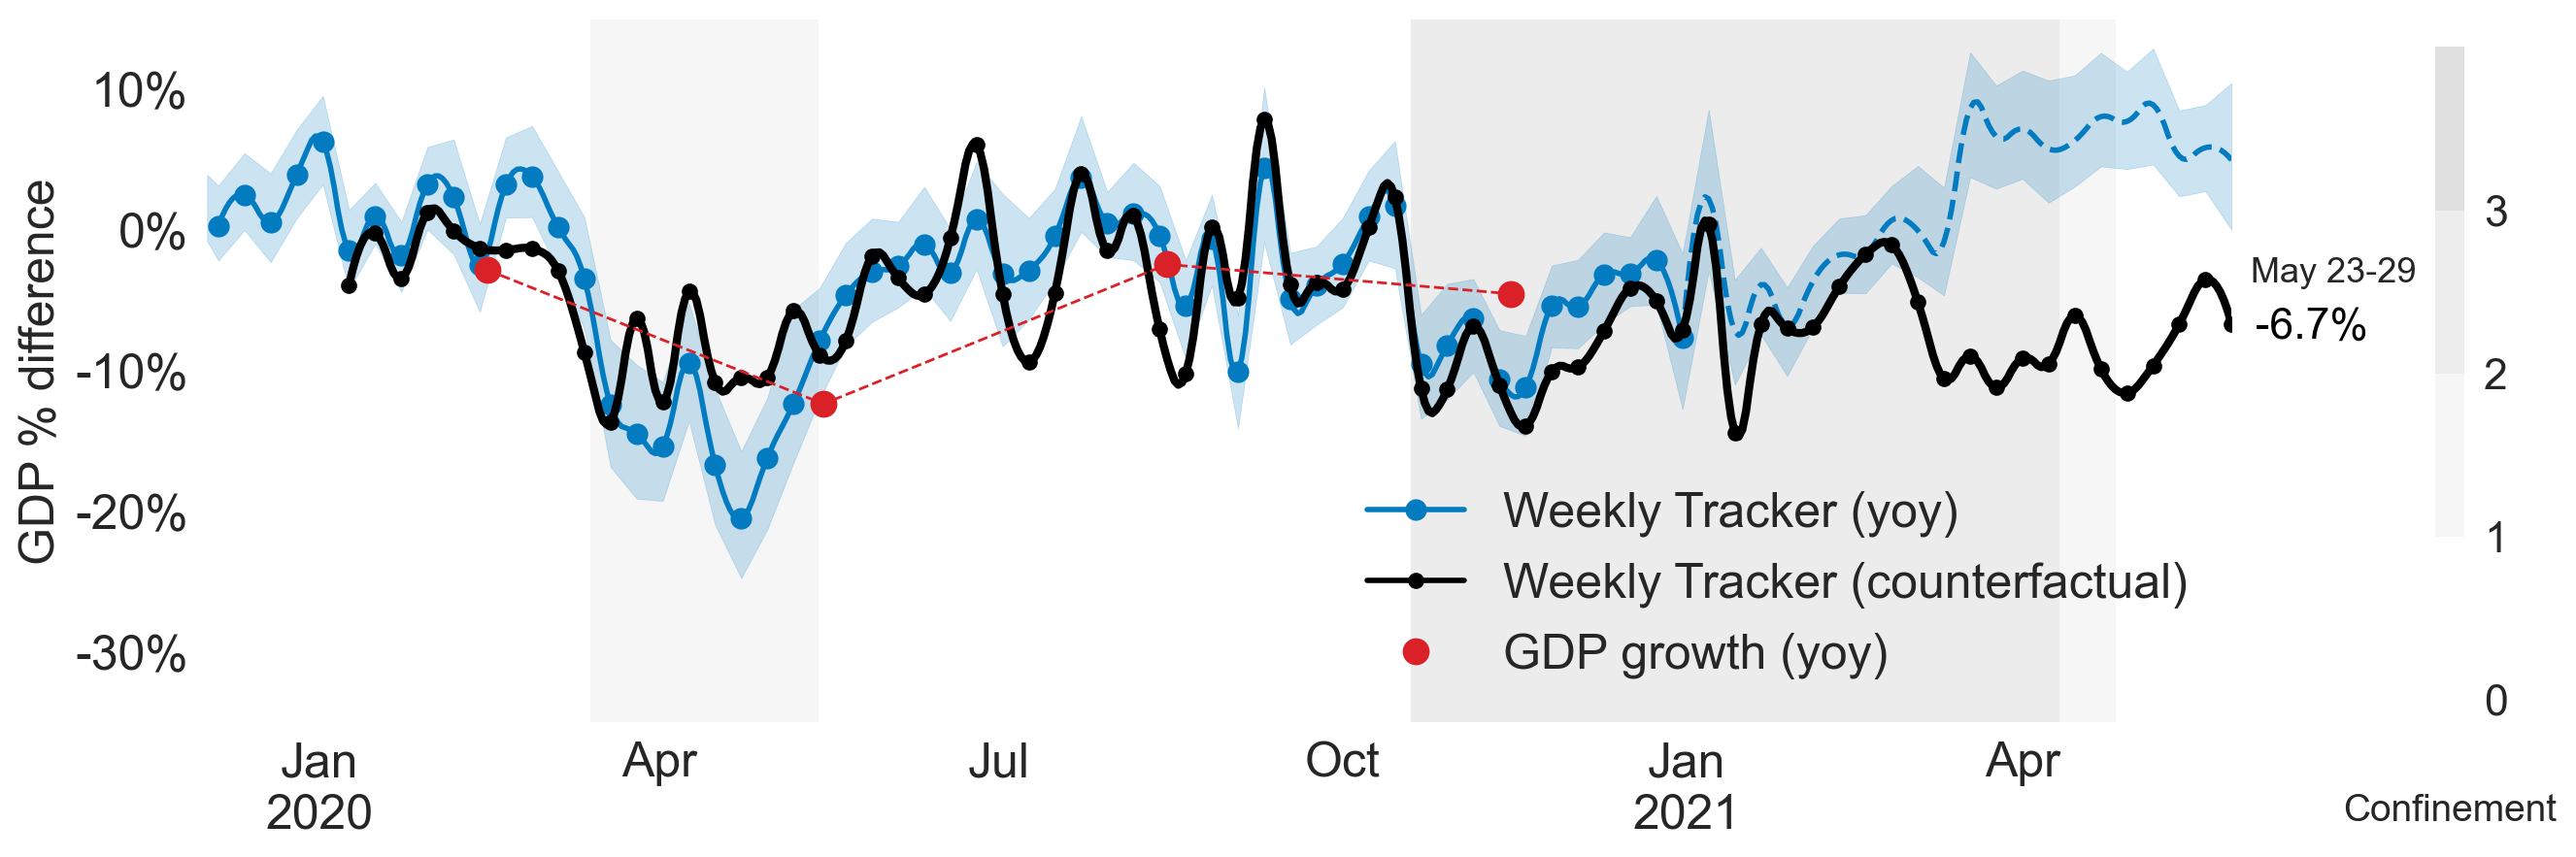 GDP % difference
10%
0%
-10%
-20%
-30%
Jan
2020
Apr
Jul
Oct
Jan
2021
Apr
Weekly Tracker (yoy)
Weekly Tracker (counterfactual)
GDP growth (yoy)
May 23-29
-6.7%
3
2
1
0
Confinement